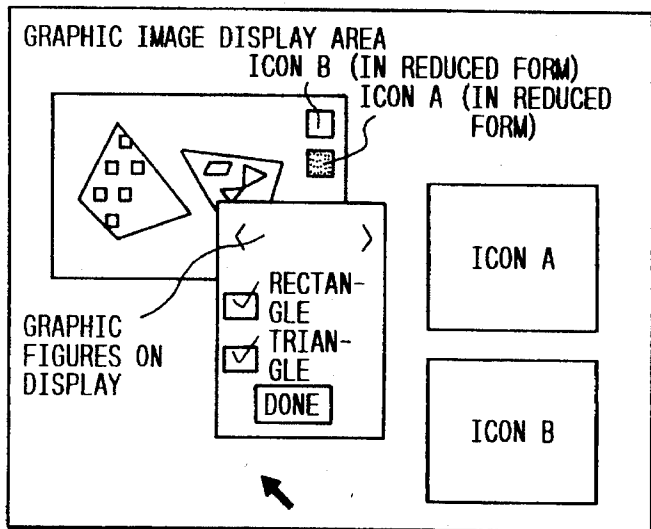 GRAPHIC IMAGE DISPLAY AREA
ICON B (IN REDUCED FORM)
ICON A (IN REDUCED
FORM)
ICON A
RECTAN-
GLE
GRAPHIC
FIGURES ON
DISPLAY
TRIAN-
GLE
DONE
ICON B